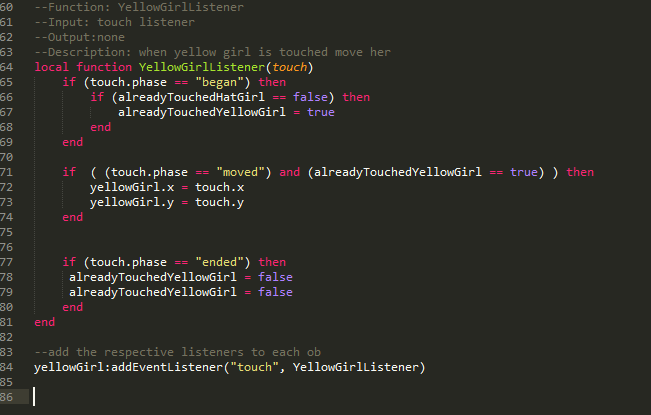 60 --Function: YellowGirlListener
61 --Input: touch listener
62 --Output:none
63 --Description: when yellow girl is touched move her
64 local function YellowGirlListener(touch)
65     if (touch.phase == "began") then
66         if (alreadyTouchedHatGirl == false) then
67             alreadyTouchedYellowGirl = true
68         end
69     end
70
71     if  ( (touch.phase == "moved") and (alreadyTouchedYellowGirl == true) ) then
72         yellowGirl.x = touch.x
73         yellowGirl.y = touch.y
74     end
75
76
77     if (touch.phase == "ended") then
78      alreadyTouchedYellowGirl = false
79      alreadyTouchedYellowGirl = false
80     end
81 end
82
83 --add the respective listeners to each ob
84 yellowGirl:addEventListener("touch", YellowGirlListener)
85
86